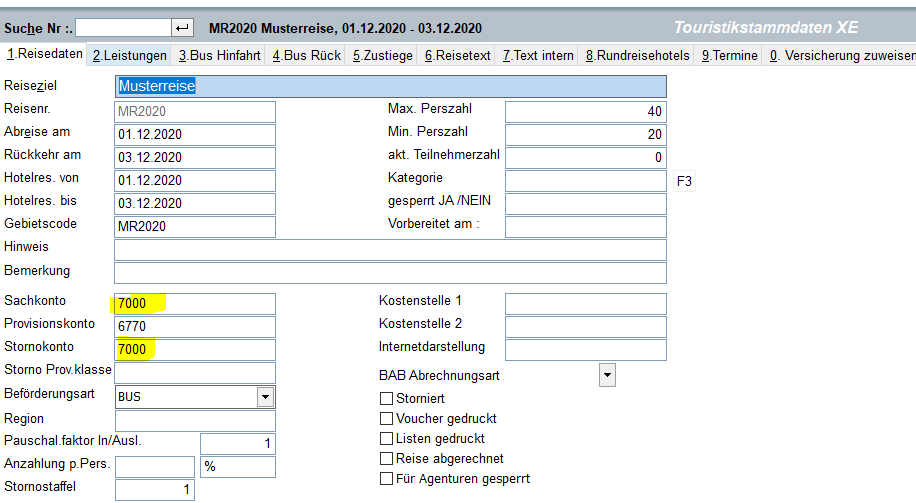 Suche Nr :. MR2020 Musterreise, 01.12.2020 - 03.12.2020 Touristikstammdaten XE
1.Reisedaten 2.Leistungen 3.Bus Hinfahrt 4.Bus Rück 5.Zustiege 6.Reisetext 7.Text intern 8.Rundreisehotels 9.Termine 0. Versicherung zuweisen
Reiseziel Musterreise
Reisenr. MR2020 Max. Perszahl 40
Abreise am 01.12.2020 Min. Perszahl 20
Rückkehr am 03.12.2020 akt. Teilnehmerzahl 0
Hotelres. von 01.12.2020 Kategorie F3
Hotelres. bis 03.12.2020 gesperrt JA /NEIN
Gebietscode MR2020 Vorbereitet am :
Hinweis
Bemerkung
Sachkonto 7000 Kostenstelle 1
Provisionskonto 6770 Kostenstelle 2
Stornokonto 7000 Internetdarstellung
Storno Prov.klasse BAB Abrechnungsart
Beförderungsart BUS Storniert
Region Voucher gedruckt
Pauschal.faktor In/Ausl. 1 Listen gedruckt
Anzahlung p.Pers. % Reise abgerechnet
Stornostaffel 1 Für Agenturen gesperrt